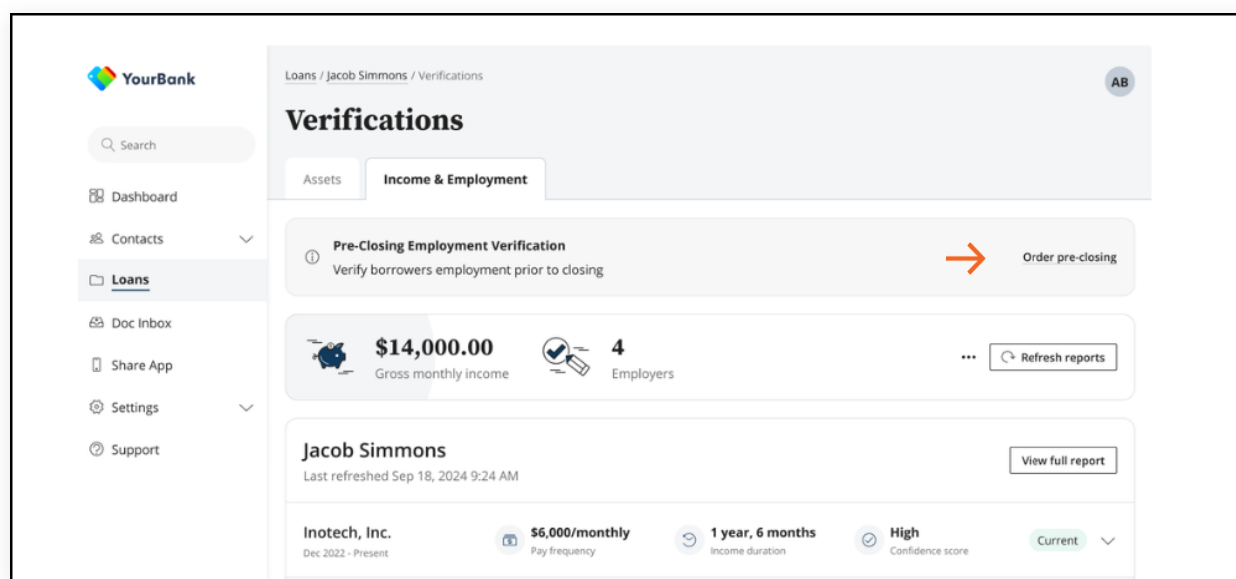 YourBank
Search
Dashboard
Contacts
Loans
Doc Inbox
Share App
Settings
Support
Loans / Jacob Simmons / Verifications
AB
Verifications
Assets
Income & Employment
Pre-Closing Employment Verification
Verify borrowers employment prior to closing
Order pre-closing
$14,000.00
Gross monthly income
4
Employers
Refresh reports
Jacob Simmons
Last refreshed Sep 18, 2024 9:24 AM
View full report
Inotech, Inc.
Dec 2022 - Present
$6,000/monthly
Pay frequency
1 year, 6 months
Income duration
High
Confidence score
Current